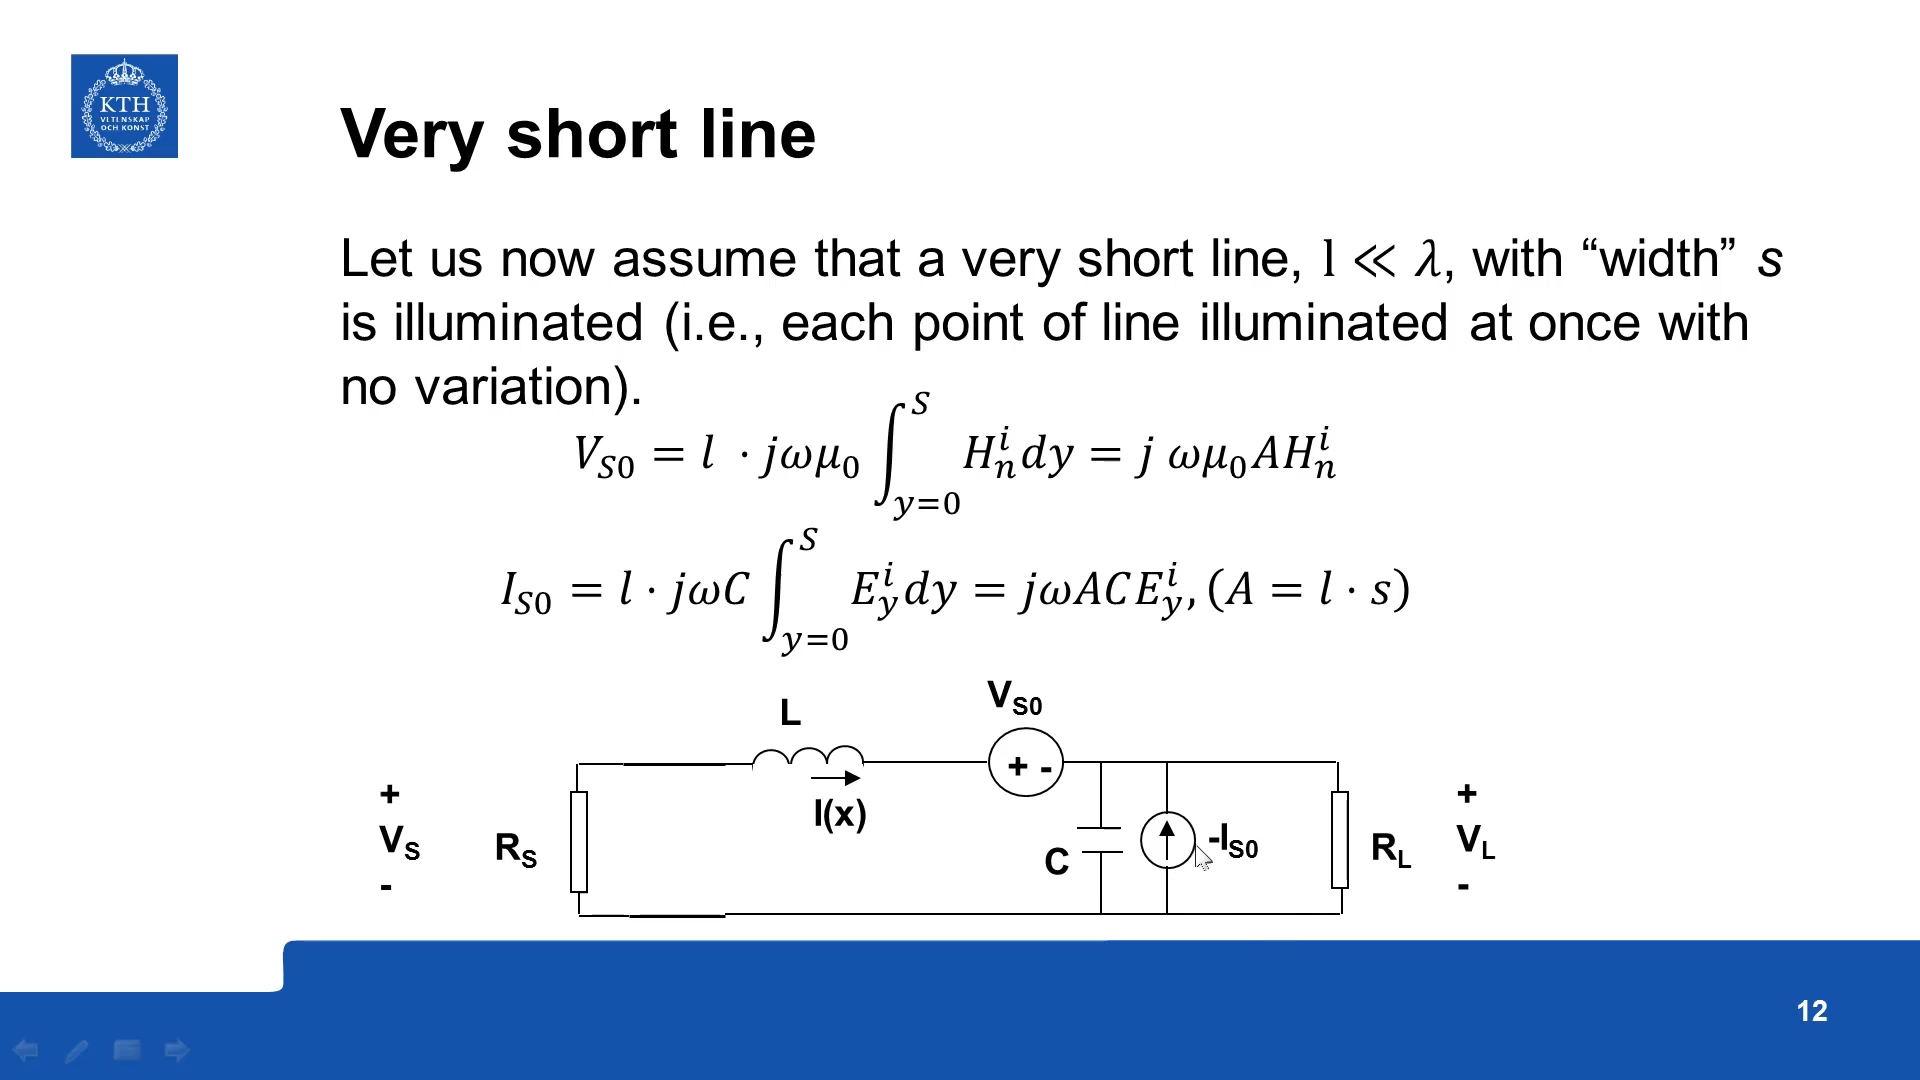 KTH
VETENSKAP
OCH KONST
Very short line
Let us now assume that a very short line, l ≪ λ, with “width” s
is illuminated (i.e., each point of line illuminated at once with
no variation).
V_{S0} = l · jωμ_0 ∫_{y=0}^{S} H_n^i dy = j ωμ_0 A H_n^i
I_{S0} = l · jωC ∫_{y=0}^{S} E_y^i dy = jωACE_y^i, (A = l · s)
V_{S0}
L
+ -
I(x)
+
V_S
-
R_S
C
-I_{S0}
R_L
+
V_L
-
12